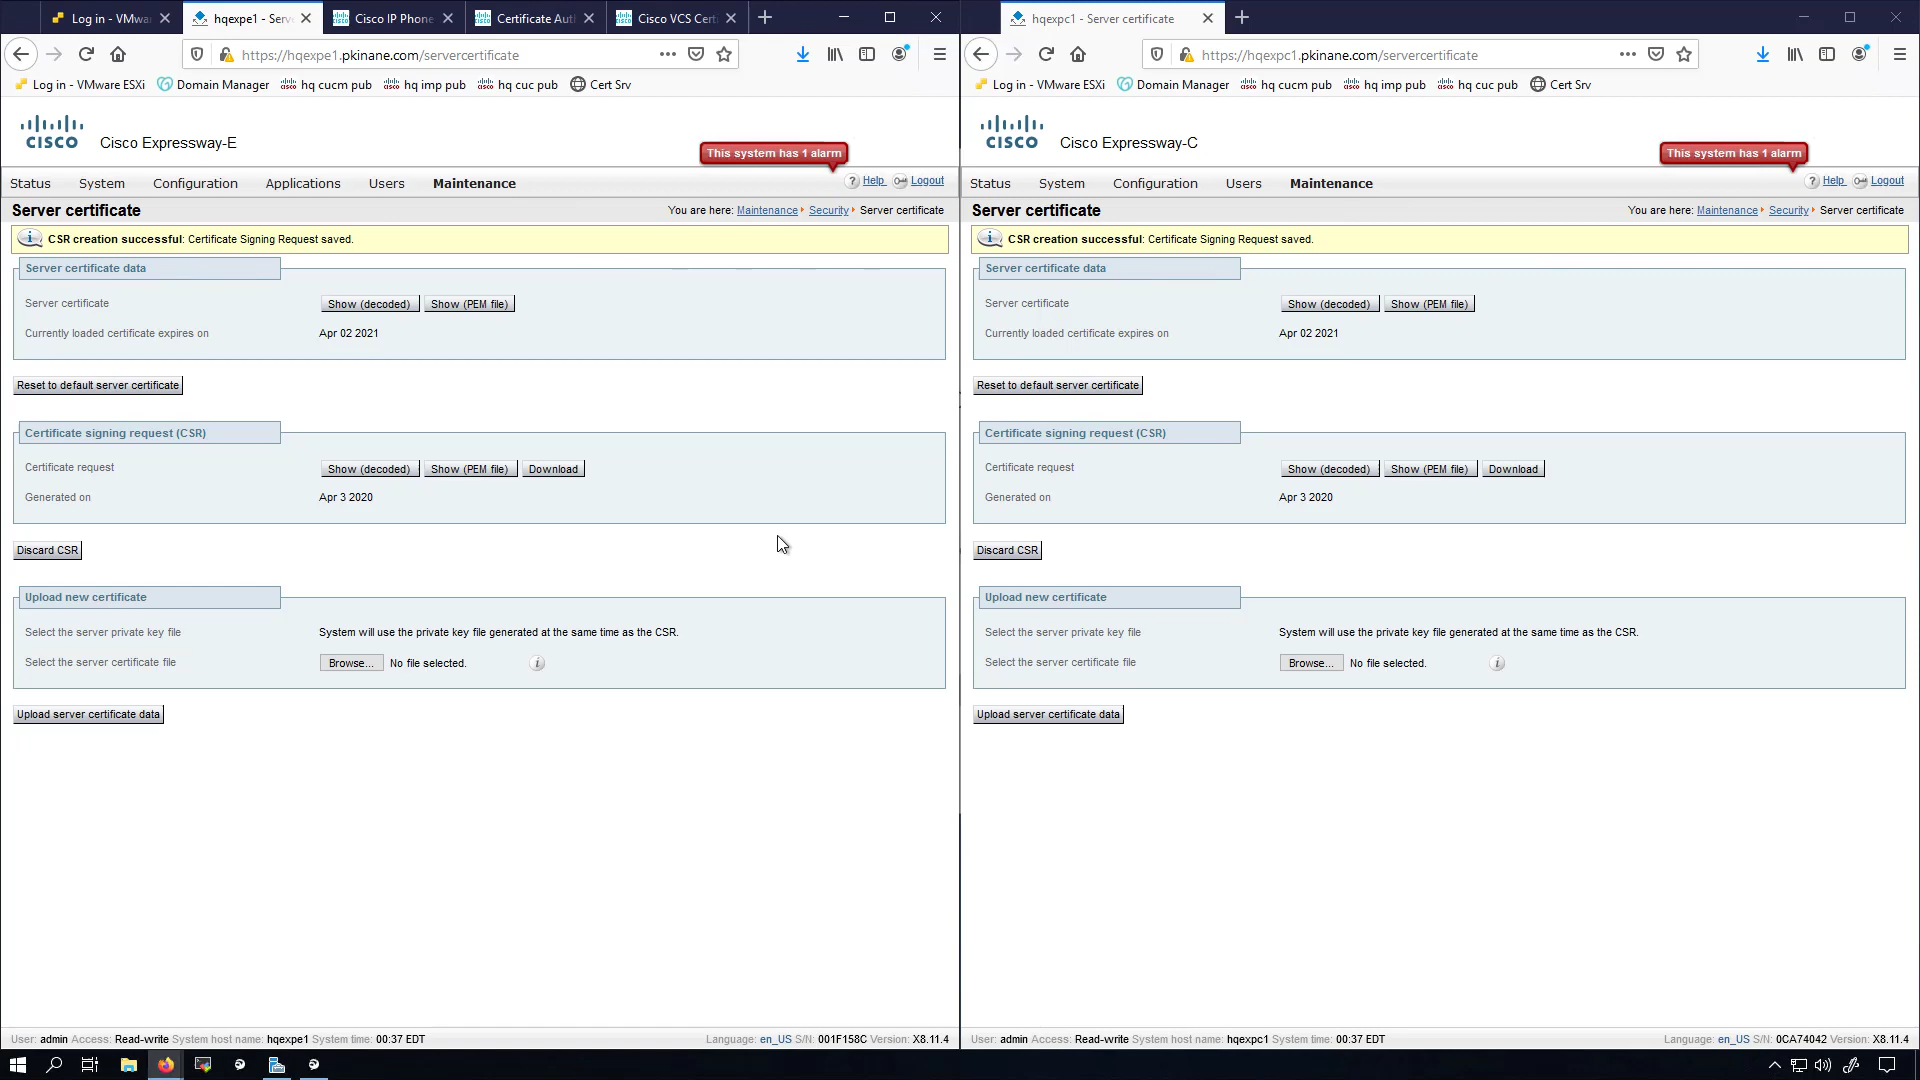 Log in - VMwa
hqexpe1 - Serv
Cisco IP Phone
Certificate Aut
Cisco VCS Cert
https://hqexpe1.pkinane.com/servercertificate
Log in - VMware ESXi
Domain Manager
hq cucm pub
hq imp pub
hq cuc pub
Cert Srv
CISCO
Cisco Expressway-E
This system has 1 alarm
Status
System
Configuration
Applications
Users
Maintenance
Help
Logout
Server certificate
You are here: Maintenance Security Server certificate
CSR creation successful: Certificate Signing Request saved.
Server certificate data
Server certificate
Show (decoded)
Show (PEM file)
Currently loaded certificate expires on
Apr 02 2021
Reset to default server certificate
Certificate signing request (CSR)
Certificate request
Show (decoded)
Show (PEM file)
Download
Generated on
Apr 3 2020
Discard CSR
Upload new certificate
Select the server private key file
System will use the private key file generated at the same time as the CSR.
Select the server certificate file
Browse...
No file selected.
Upload server certificate data
User: admin Access: Read-write System host name: hqexpe1 System time: 00:37 EDT
Language: en_US S/N: 001F158C Version: X8.11.4
hqexpc1 - Server certificate
https://hqexpc1.pkinane.com/servercertificate
Log in - VMware ESXi
Domain Manager
hq cucm pub
hq imp pub
hq cuc pub
Cert Srv
CISCO
Cisco Expressway-C
This system has 1 alarm
Status
System
Configuration
Users
Maintenance
Help
Logout
Server certificate
You are here: Maintenance Security Server certificate
CSR creation successful: Certificate Signing Request saved.
Server certificate data
Server certificate
Show (decoded)
Show (PEM file)
Currently loaded certificate expires on
Apr 02 2021
Reset to default server certificate
Certificate signing request (CSR)
Certificate request
Show (decoded)
Show (PEM file)
Download
Generated on
Apr 3 2020
Discard CSR
Upload new certificate
Select the server private key file
System will use the private key file generated at the same time as the CSR.
Select the server certificate file
Browse...
No file selected.
Upload server certificate data
User: admin Access: Read-write System host name: hqexpc1 System time: 00:37 EDT
Language: en_US S/N: 0CA74042 Version: X8.11.4